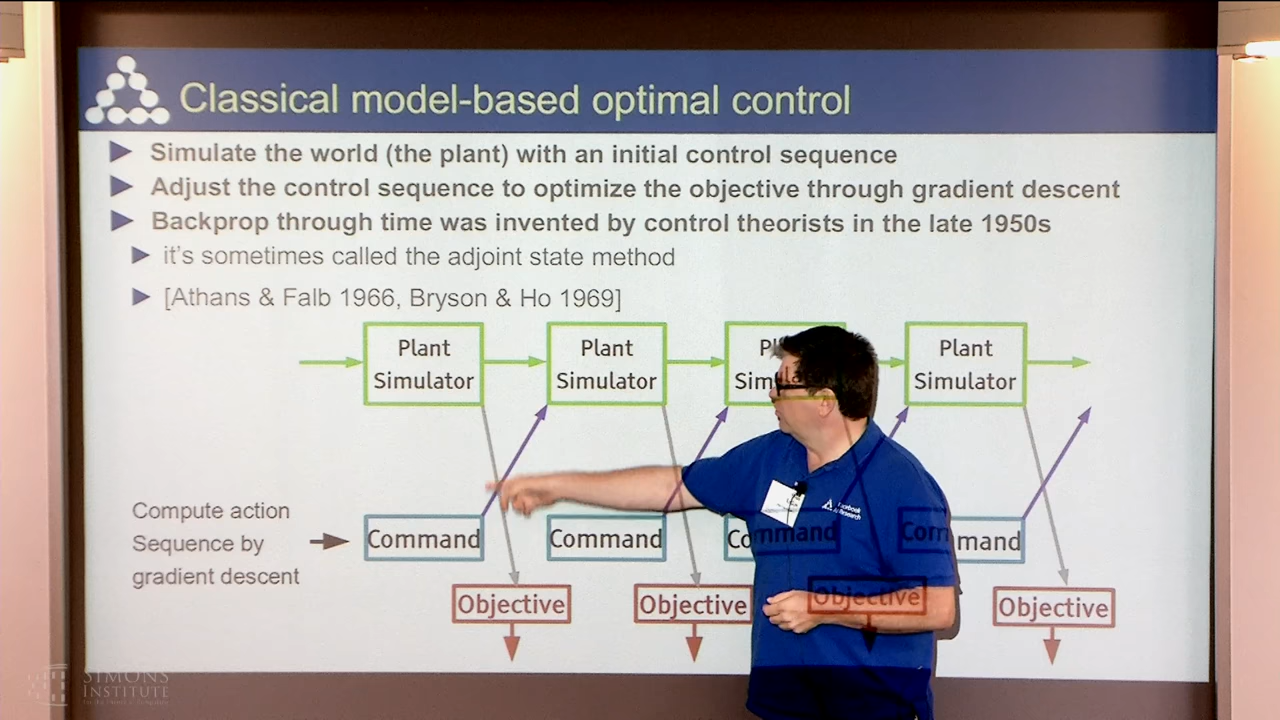 Classical model-based optimal control
Simulate the world (the plant) with an initial control sequence
Adjust the control sequence to optimize the objective through gradient descent
Backprop through time was invented by control theorists in the late 1950s
it's sometimes called the adjoint state method
[Athans & Falb 1966, Bryson & Ho 1969]
Plant
Simulator
Plant
Simulator
Plant
Simulator
Compute action
Sequence by
gradient descent
Command
Command
Command
Command
Objective
Objective
Objective
Objective
SIMONS
INSTITUTE